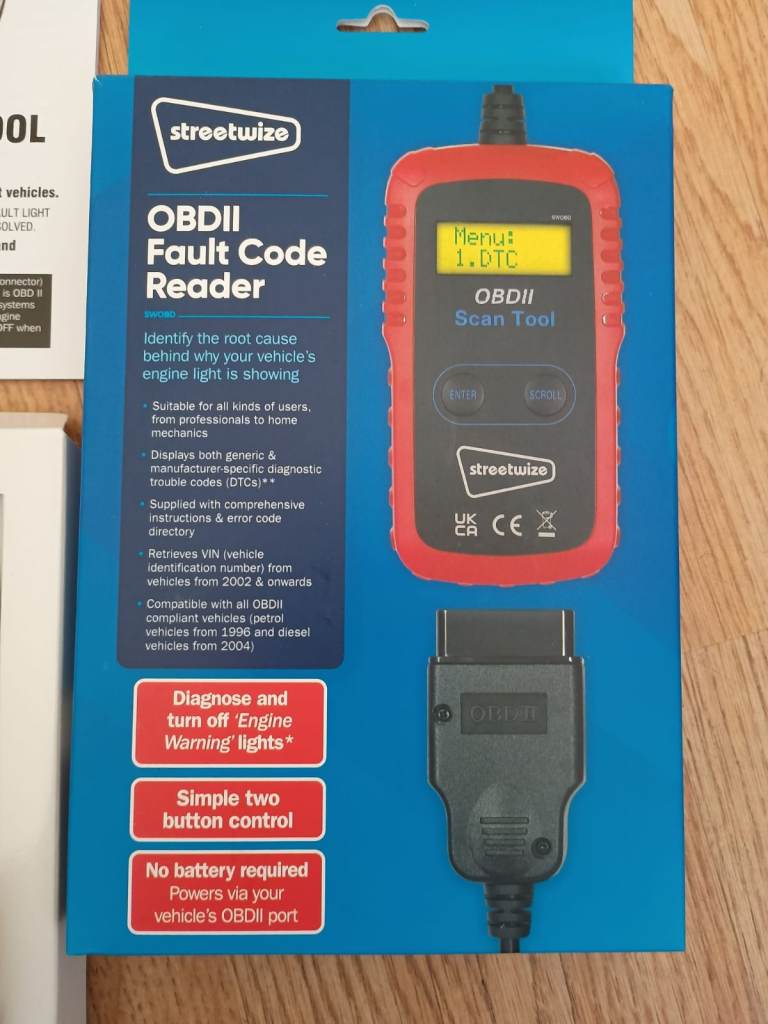 OOL
t vehicles.
ULT LIGHT
OLVED.
nd
onnector)
is OBD II
systems
gine
OFF when
streetwize
OBDII
Fault Code
Reader
SWOBD
Identify the root cause
behind why your vehicle's
engine light is showing
• Suitable for all kinds of users,
from professionals to home
mechanics
• Displays both generic &
manufacturer-specific diagnostic
trouble codes (DTCs)**
• Supplied with comprehensive
instructions & error code
directory
• Retrieves VIN (vehicle
identification number) from
vehicles from 2002 & onwards
• Compatible with all OBDII
compliant vehicles (petrol
vehicles from 1996 and diesel
vehicles from 2004)
Diagnose and
turn off 'Engine
Warning' lights*
Simple two
button control
No battery required
Powers via your
vehicle's OBDII port
SWOBD
Menu:
1.DTC
OBDII
Scan Tool
ENTER
SCROLL
streetwize
UK
CA
CE
OBD II